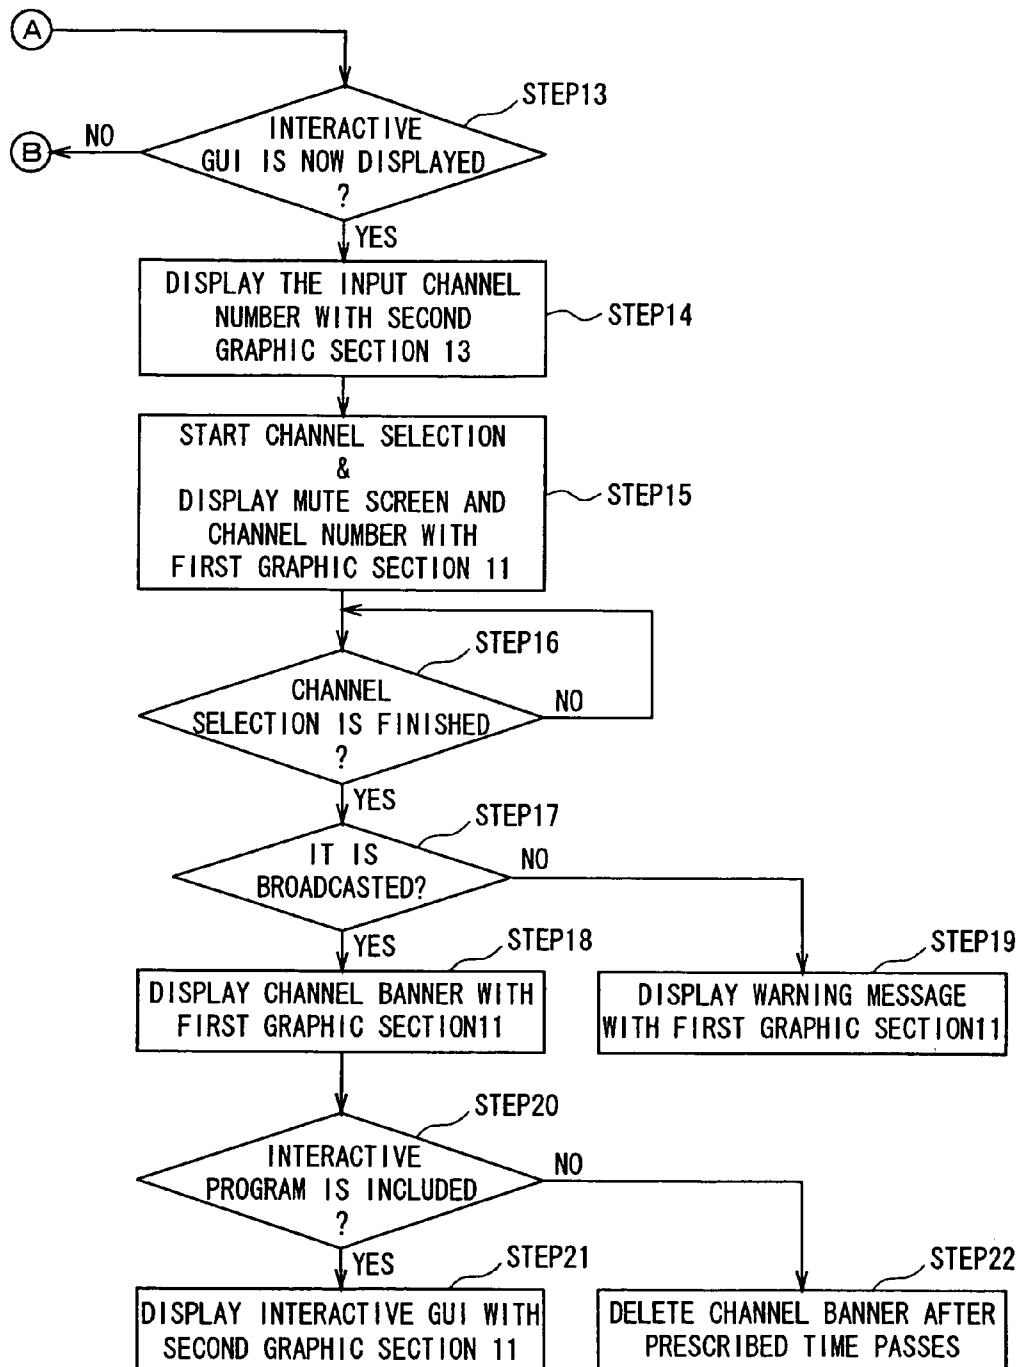 A
STEP13
INTERACTIVE
GUI IS NOW DISPLAYED
?
NO
B
YES
DISPLAY THE INPUT CHANNEL
NUMBER WITH SECOND
GRAPHIC SECTION 13
STEP14
START CHANNEL SELECTION
&
DISPLAY MUTE SCREEN AND
CHANNEL NUMBER WITH
FIRST GRAPHIC SECTION 11
STEP15
STEP16
CHANNEL
SELECTION IS FINISHED
?
NO
YES
STEP17
IT IS
BROADCASTED?
NO
YES
STEP18
DISPLAY CHANNEL BANNER WITH
FIRST GRAPHIC SECTION11
STEP19
DISPLAY WARNING MESSAGE
WITH FIRST GRAPHIC SECTION11
STEP20
INTERACTIVE
PROGRAM IS INCLUDED
?
NO
YES
STEP21
DISPLAY INTERACTIVE GUI WITH
SECOND GRAPHIC SECTION 11
STEP22
DELETE CHANNEL BANNER AFTER
PRESCRIBED TIME PASSES